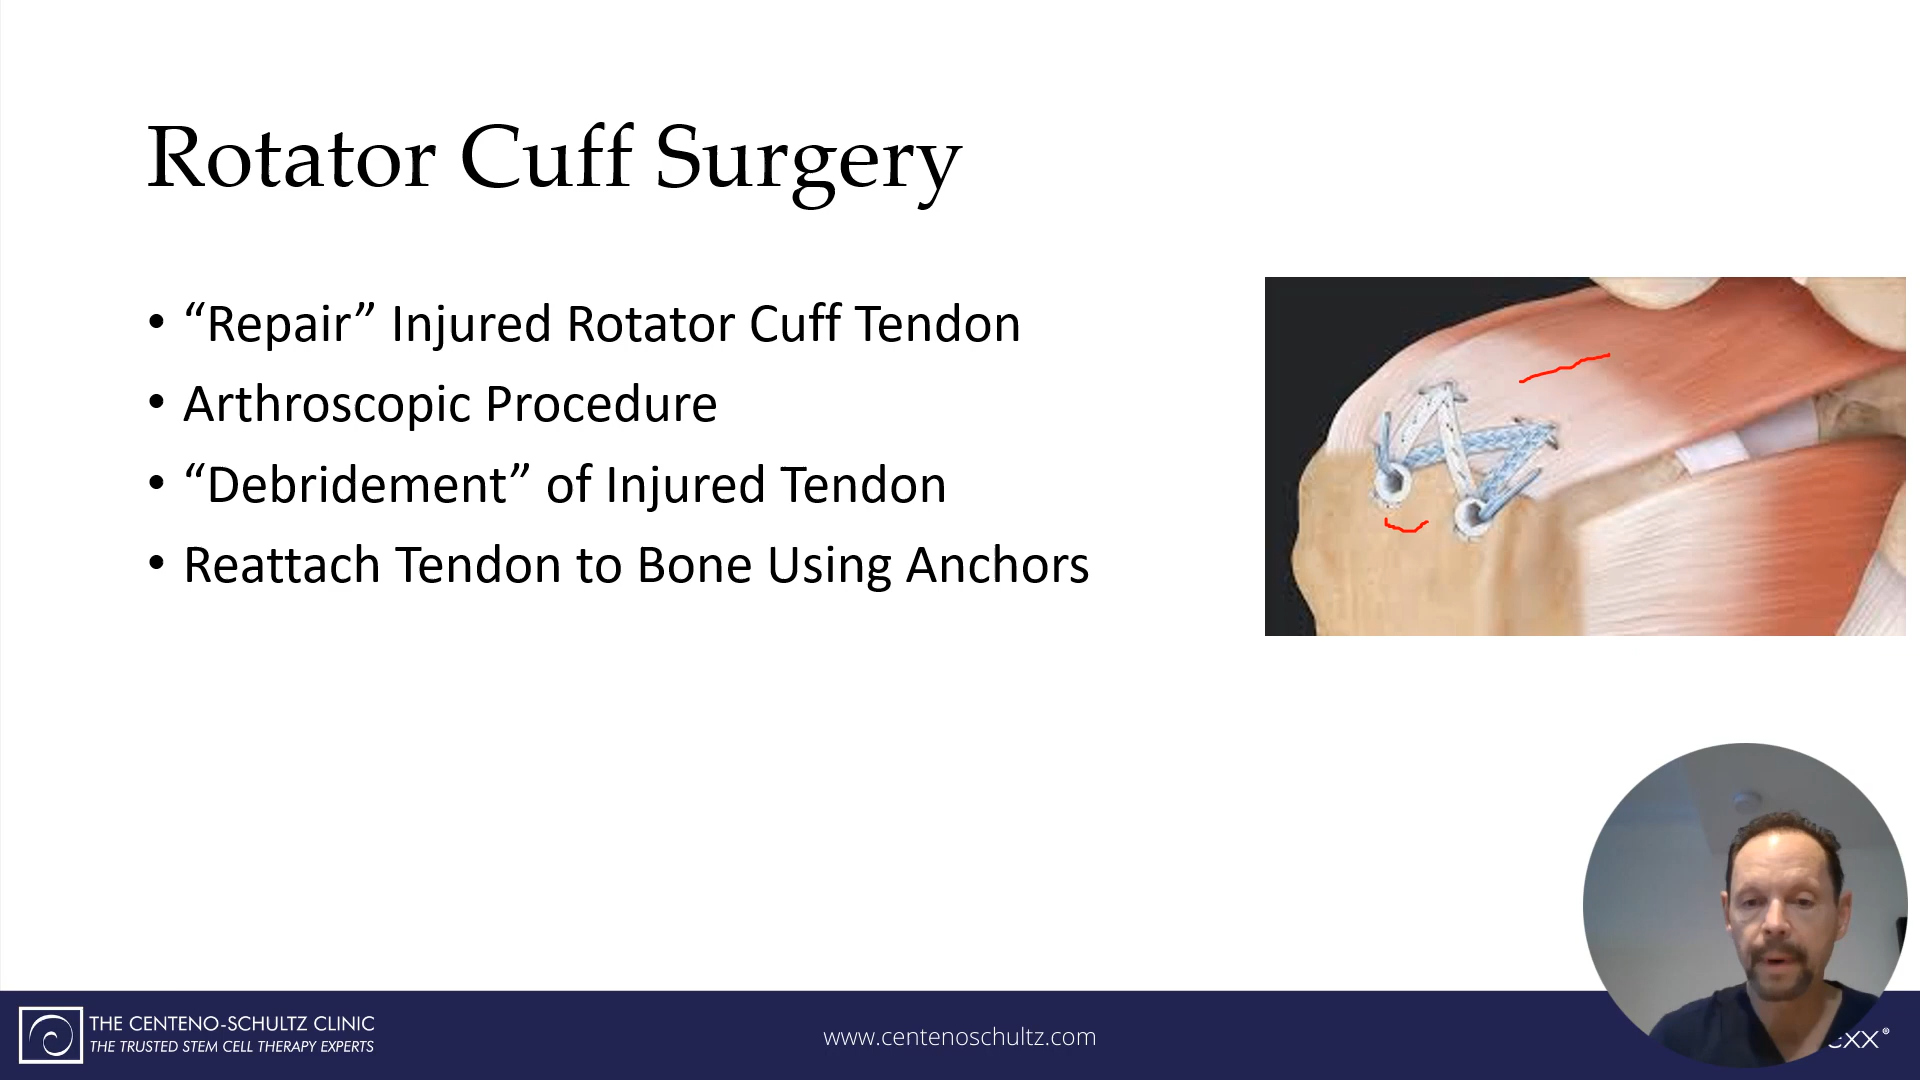 Rotator Cuff Surgery
• “Repair” Injured Rotator Cuff Tendon
• Arthroscopic Procedure
• “Debridement” of Injured Tendon
• Reattach Tendon to Bone Using Anchors
THE CENTENO-SCHULTZ CLINIC
THE TRUSTED STEM CELL THERAPY EXPERTS
www.centenoschultz.com